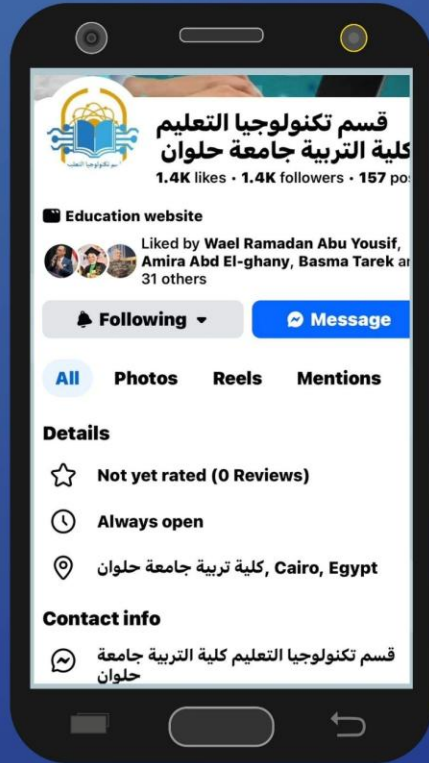 قسم تكنولوجيا التعليم
كلية التربية جامعة حلوان
1.4K likes • 1.4K followers • 157 po
Education website
Liked by Wael Ramadan Abu Yousif,
Amira Abd El-ghany, Basma Tarek ar
31 others
Following
Message
All Photos Reels Mentions
Details
Not yet rated (0 Reviews)
Always open
كلية تربية جامعة حلوان, Cairo, Egypt
Contact info
قسم تكنولوجيا التعليم كلية التربية جامعة
حلوان